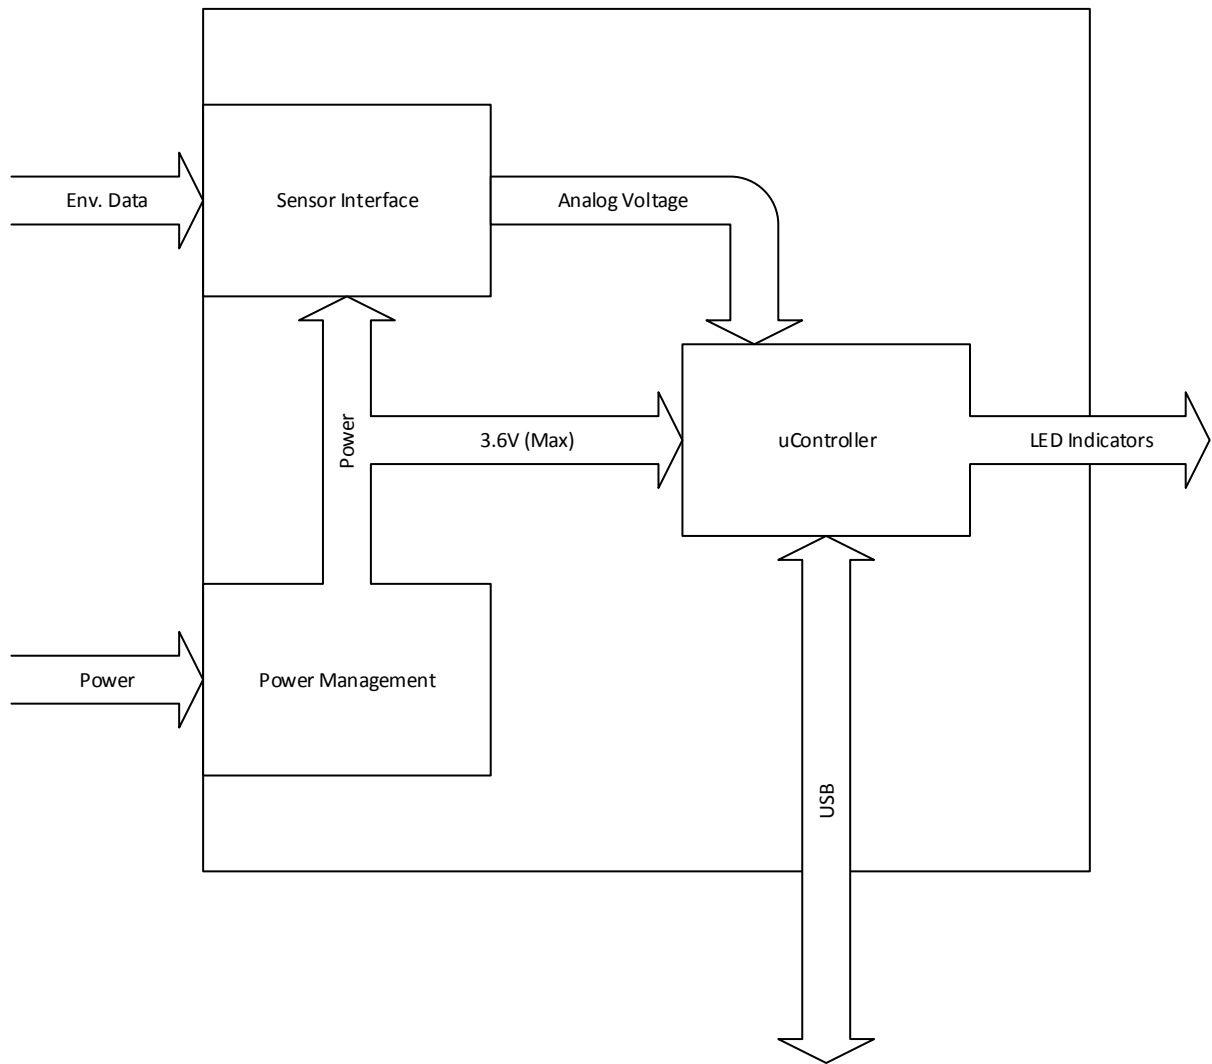 Env. Data
Sensor Interface
Analog Voltage
Power
3.6V (Max)
uController
LED Indicators
Power
Power Management
USB